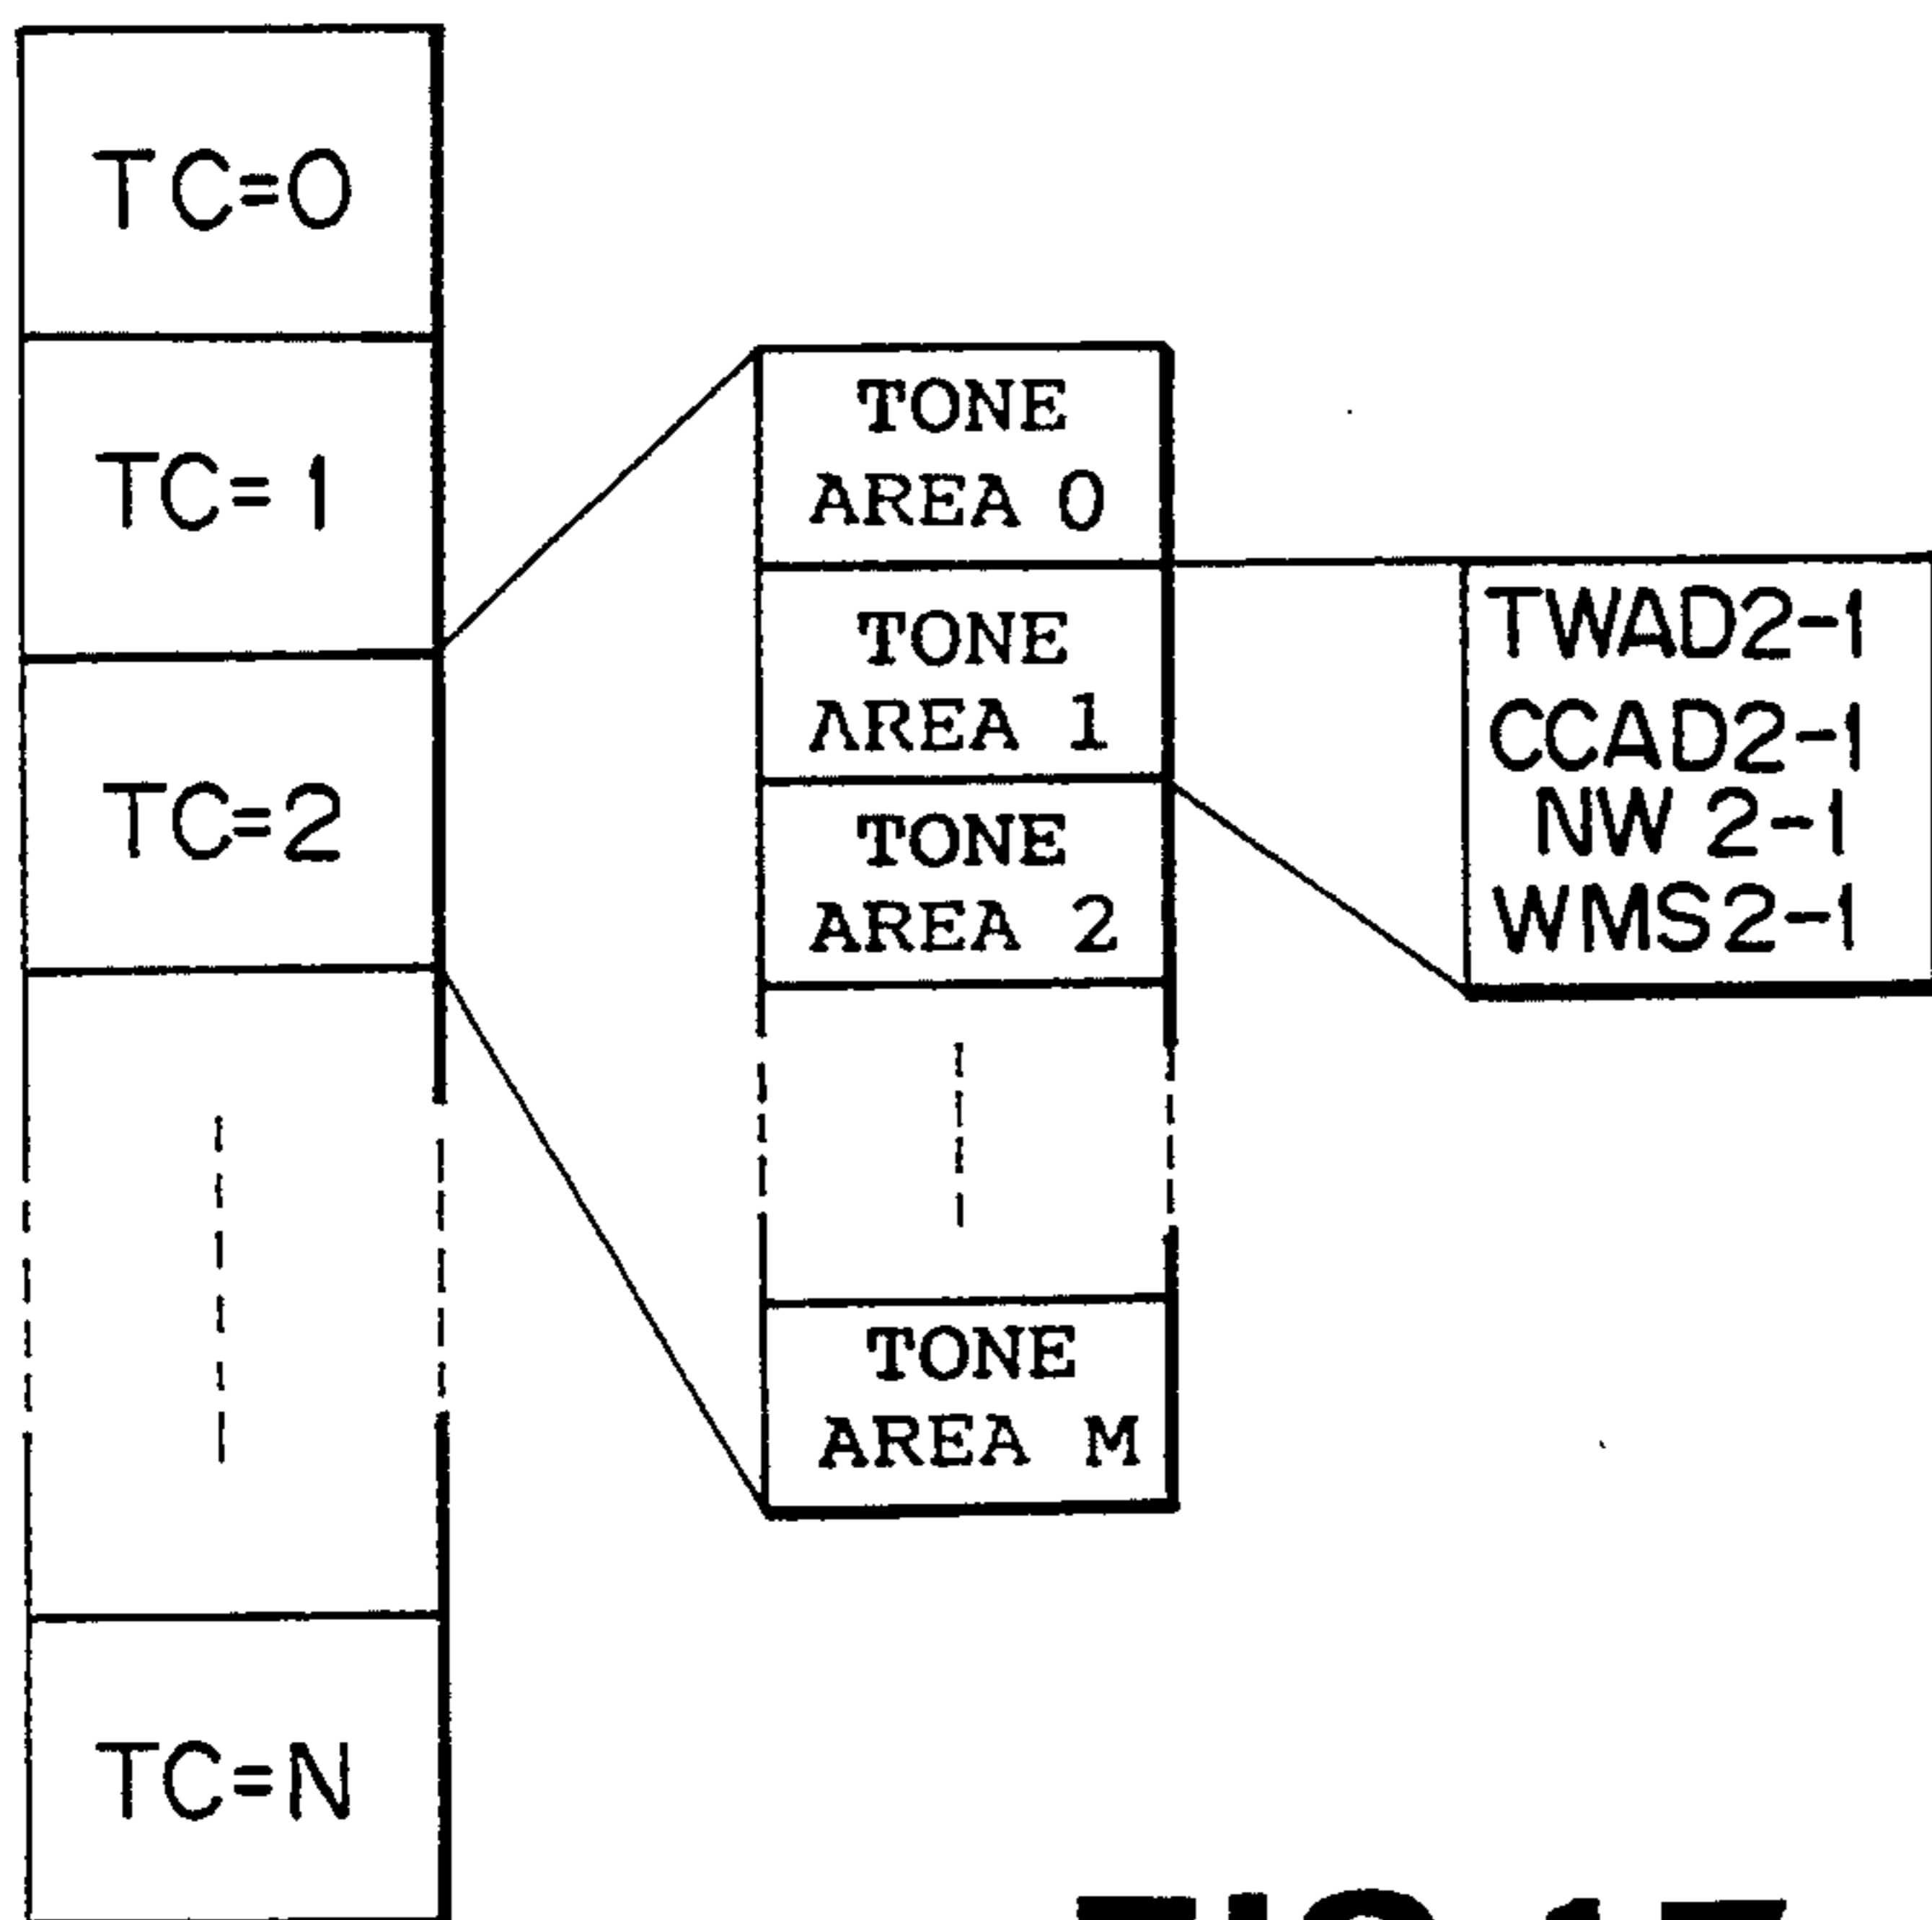 TC=0
TC=1
TC=2
TC=N
TONE
AREA 0
TONE
AREA 1
TONE
AREA 2
TONE
AREA M
TWAD2-1
CCAD2-1
NW 2-1
WMS2-1